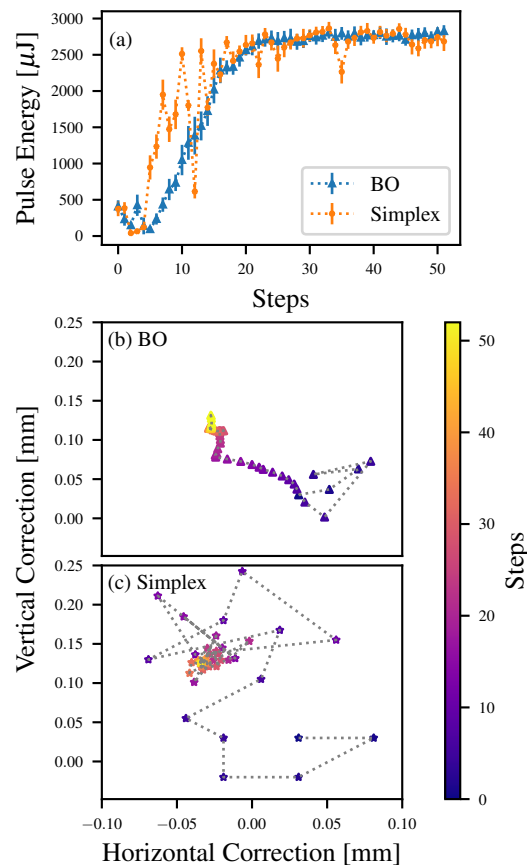 (a)
3000
2500
2000
1500
1000
500
0
Pulse Energy [μJ]
BO
Simplex
0 10 20 30 40 50
Steps
(b) BO
0.25
0.20
0.15
0.10
0.05
0.00
(c) Simplex
0.25
0.20
0.15
0.10
0.05
0.00
Vertical Correction [mm]
−0.10 −0.05 0.00 0.05 0.10
Horizontal Correction [mm]
50
40
30
20
10
0
Steps